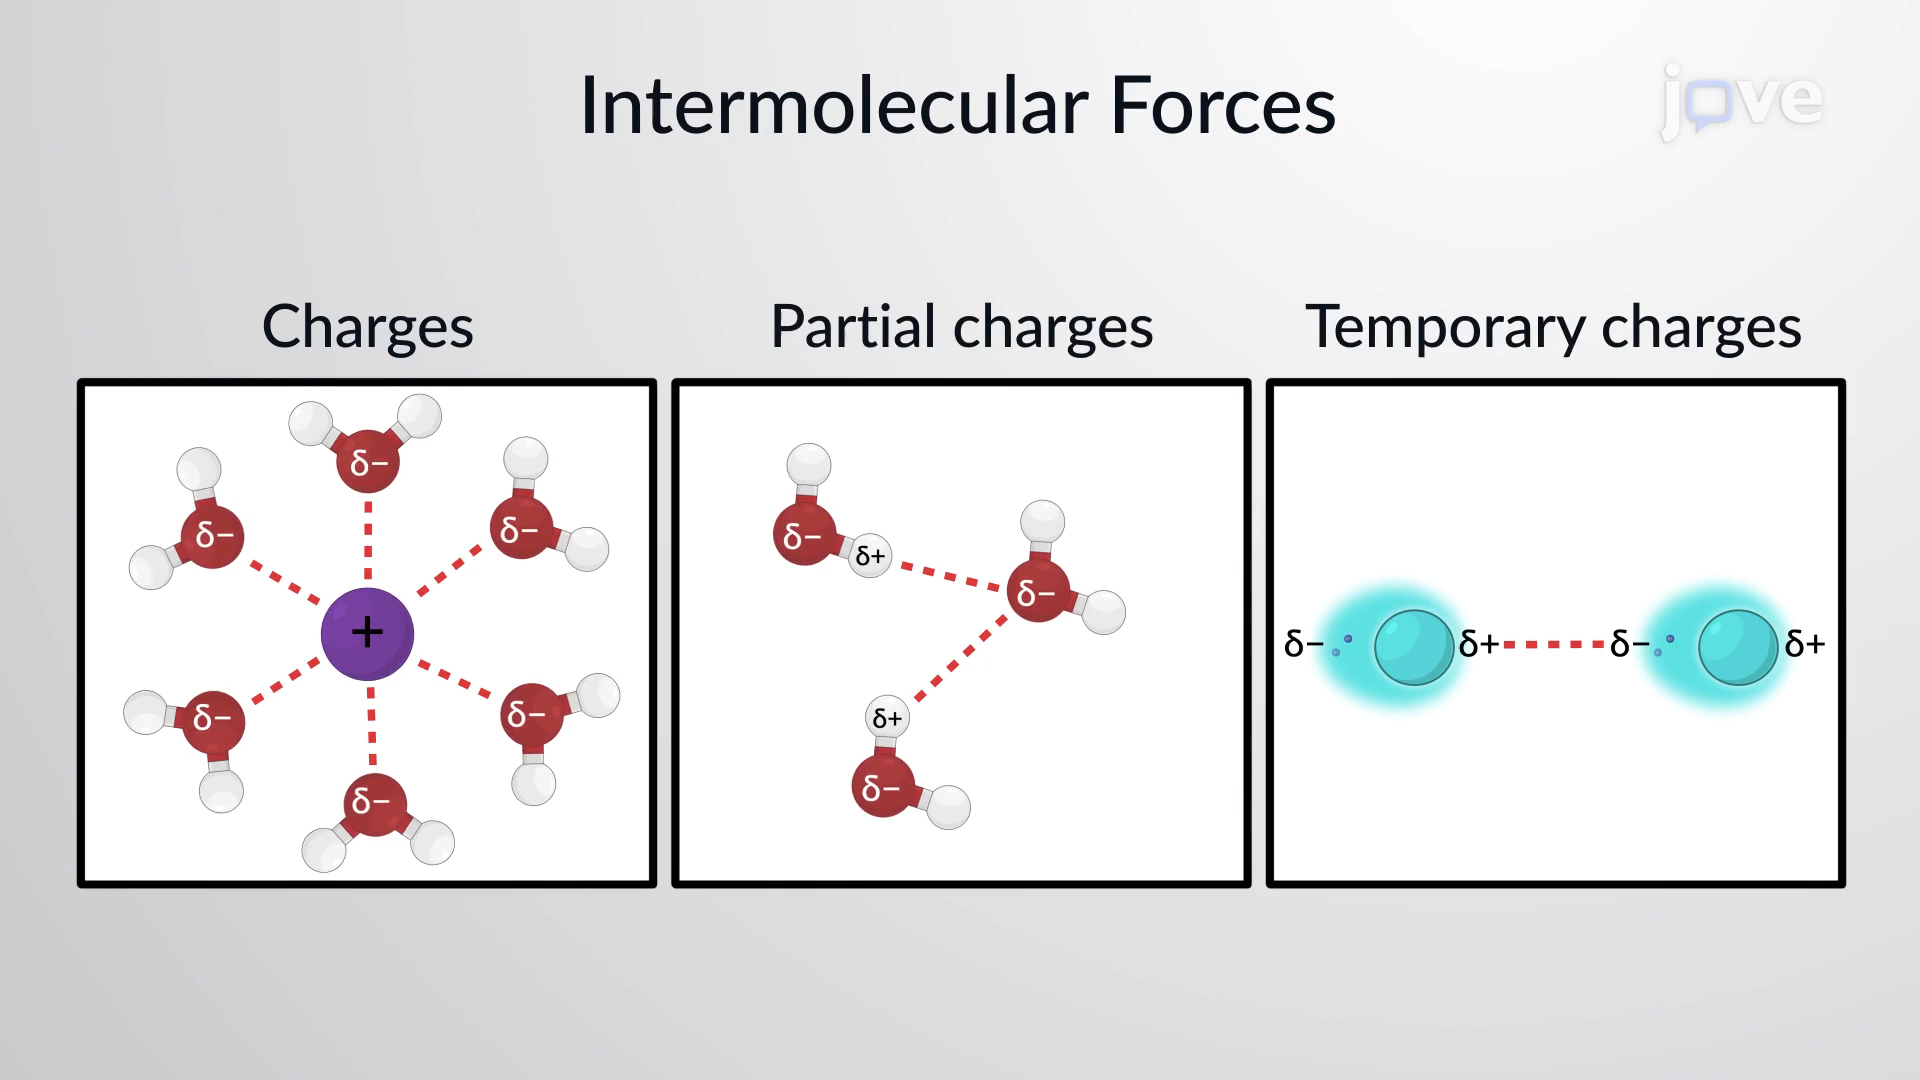 Intermolecular Forces
jove
Charges
Partial charges
Temporary charges
δ−
δ−
δ−
δ−
δ−
δ−
+
δ−
δ+
δ−
δ+
δ−
δ− δ+ δ− δ+